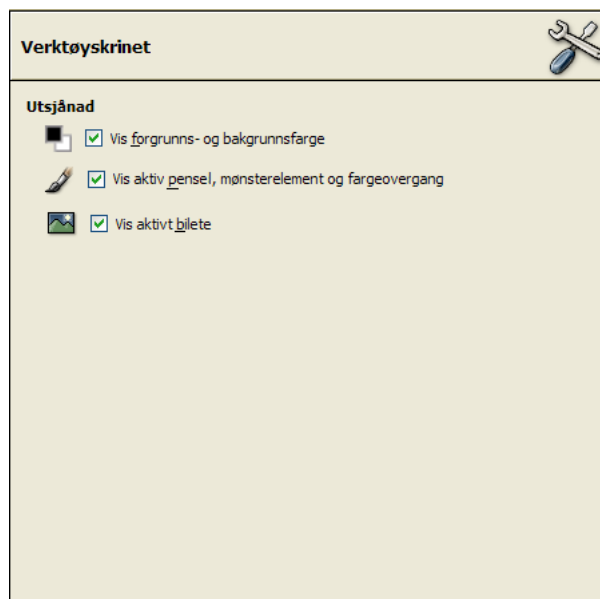 Verktøyskrinet
Utsjånad
Vis forgrunns- og bakgrunnsfarge
Vis aktiv pensel, mønsterelement og fargeovergang
Vis aktivt bilete